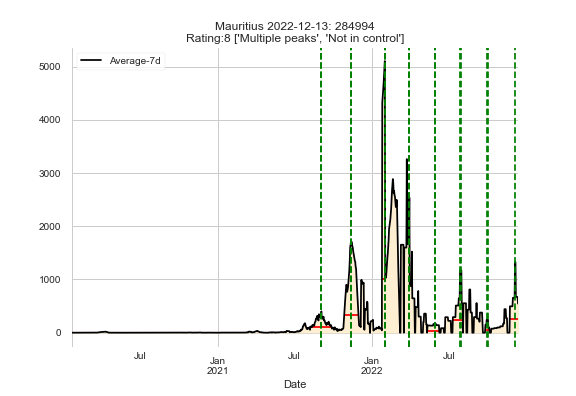 Mauritius 2022-12-13: 284994
Rating:8 ['Multiple peaks', 'Not in control']
Average-7d
5000
4000
3000
2000
1000
0
Jul
Jan
2021
Jul
Jan
2022
Jul
Date